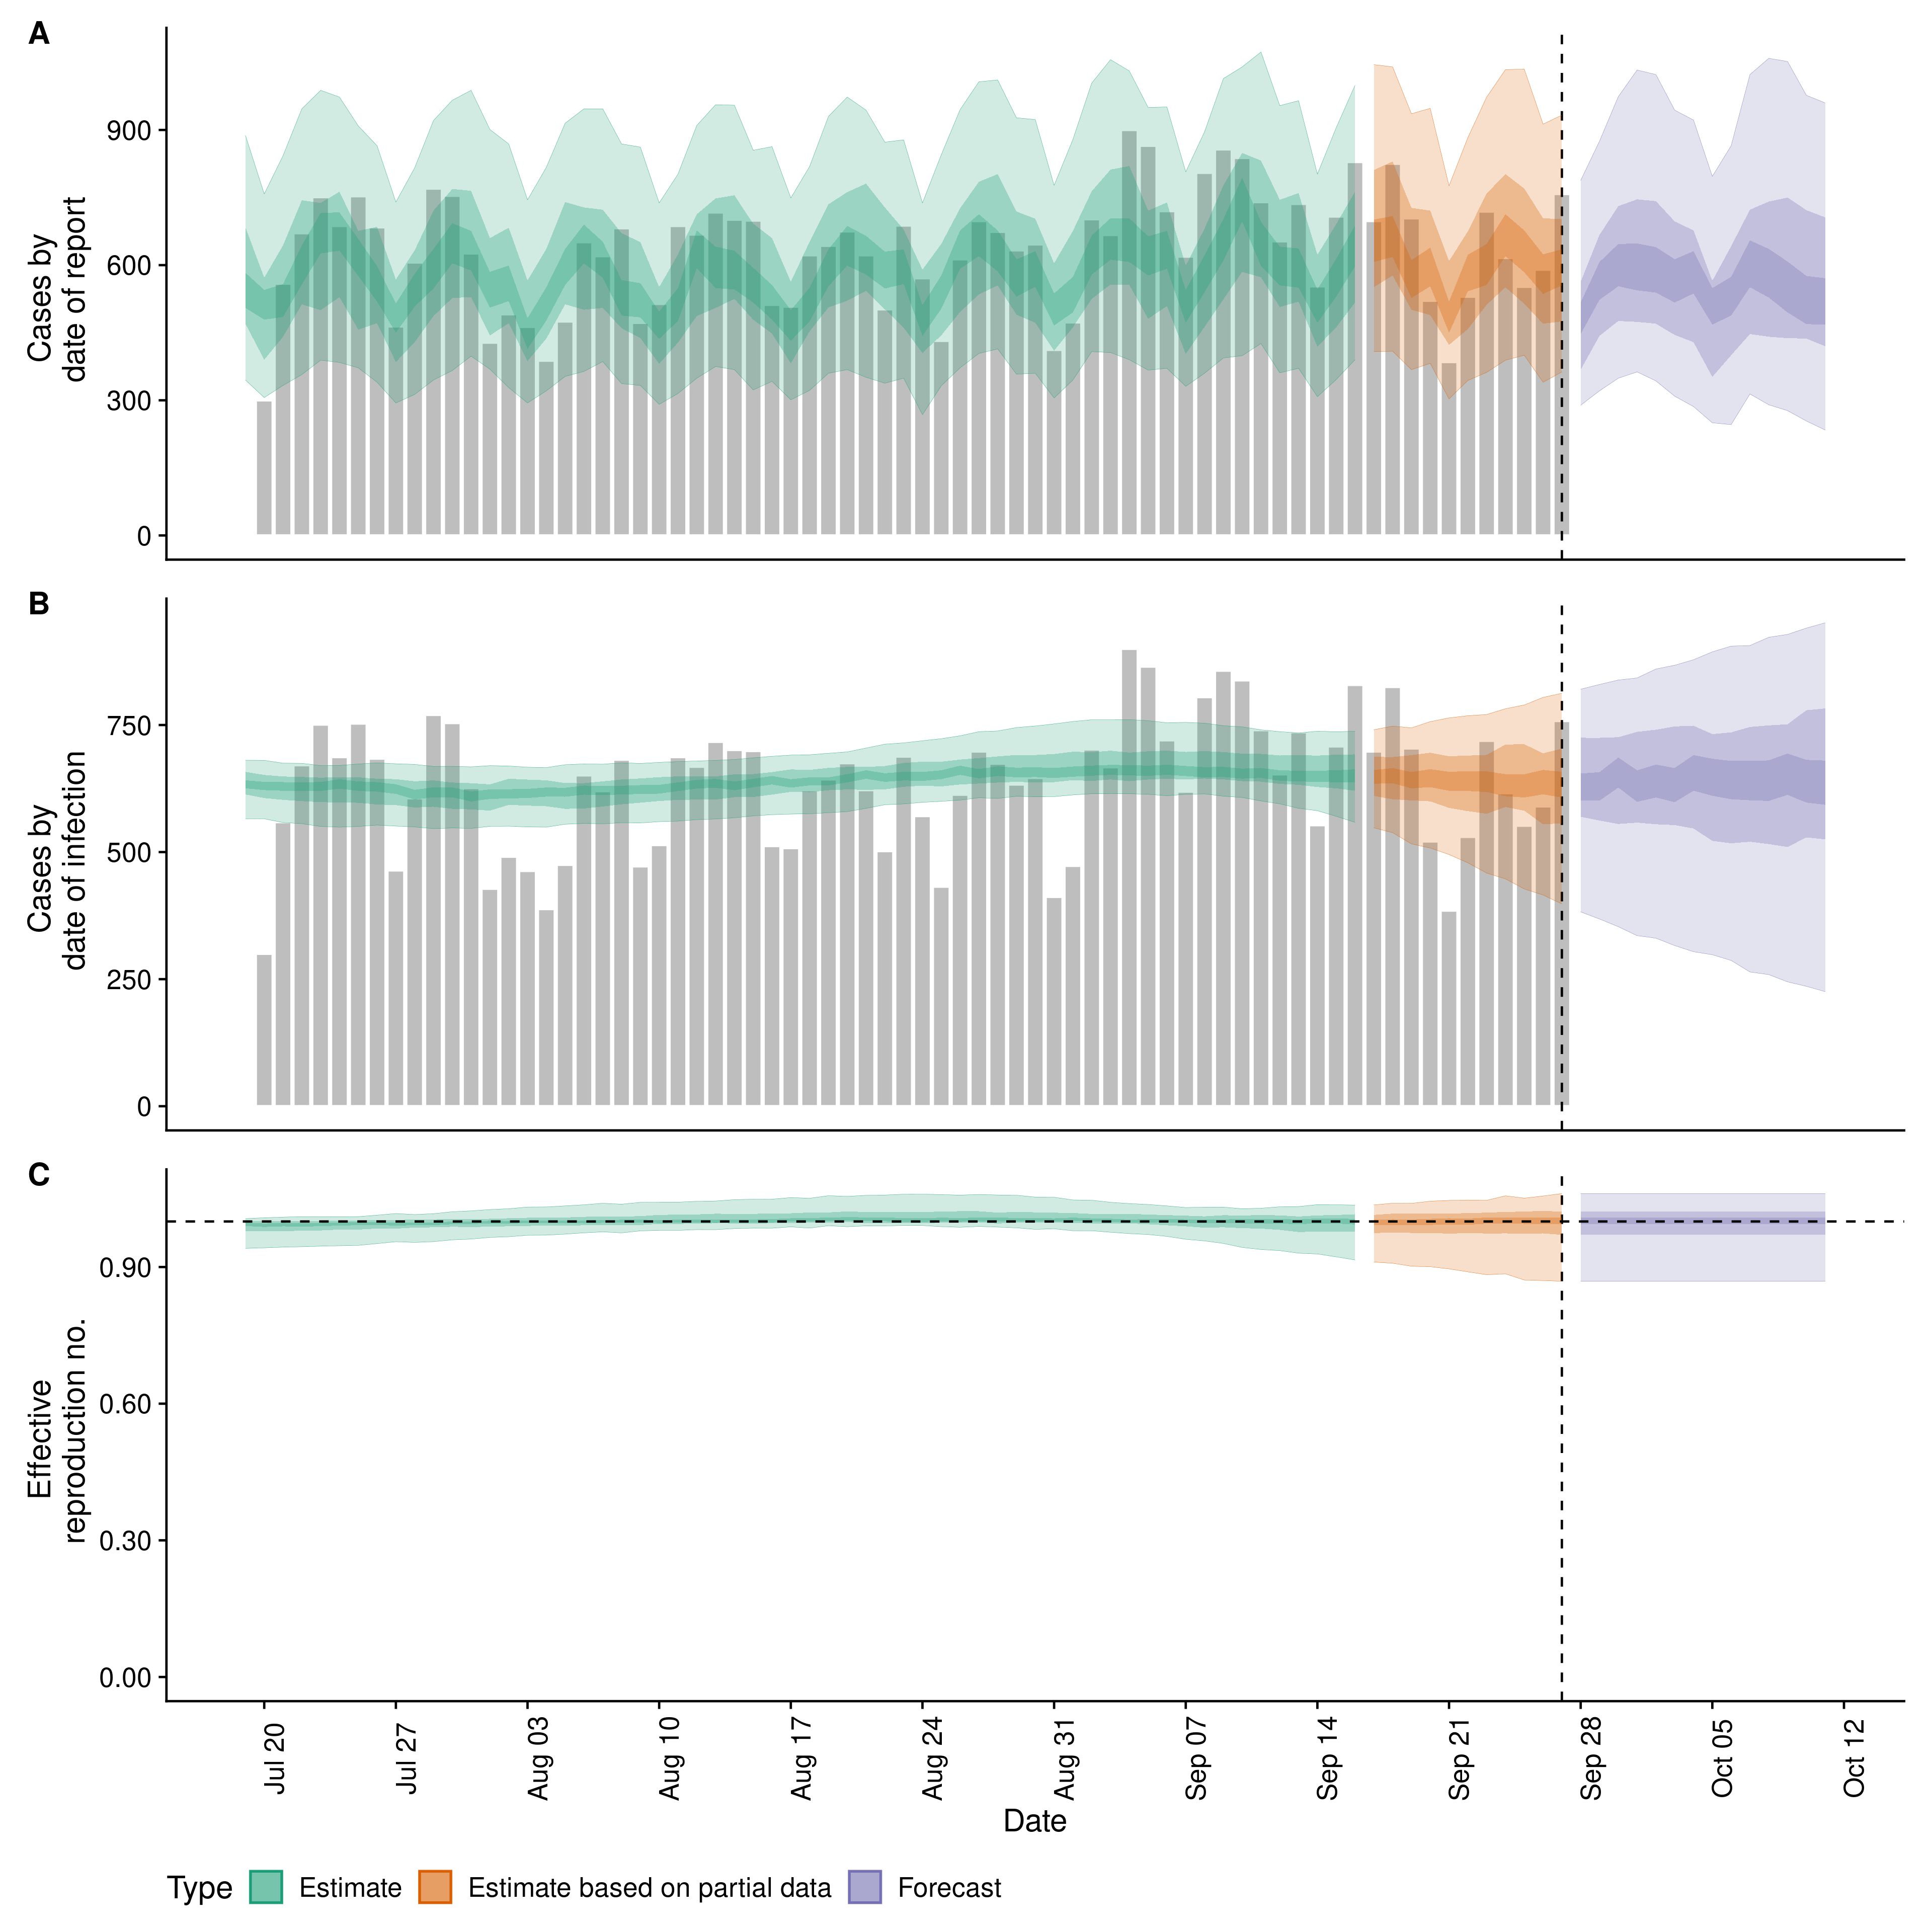 A
Cases by
date of report
900
600
300
0
B
Cases by
date of infection
750
500
250
0
C
Effective
reproduction no.
0.90
0.60
0.30
0.00
Jul 20
Jul 27
Aug 03
Aug 10
Aug 17
Aug 24
Aug 31
Sep 07
Sep 14
Sep 21
Sep 28
Oct 05
Oct 12
Date
Type Estimate Estimate based on partial data Forecast